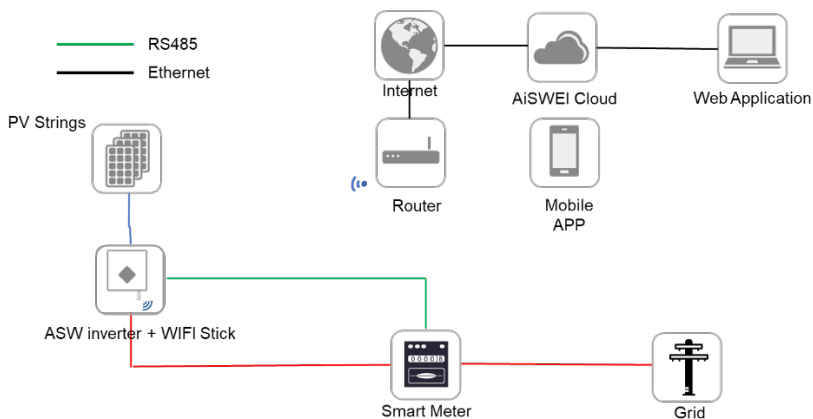 RS485
Ethernet
Internet
AiSWEI Cloud
Web Application
PV Strings
Router
Mobile
APP
ASW inverter + WIFI Stick
00008
Smart Meter
Grid